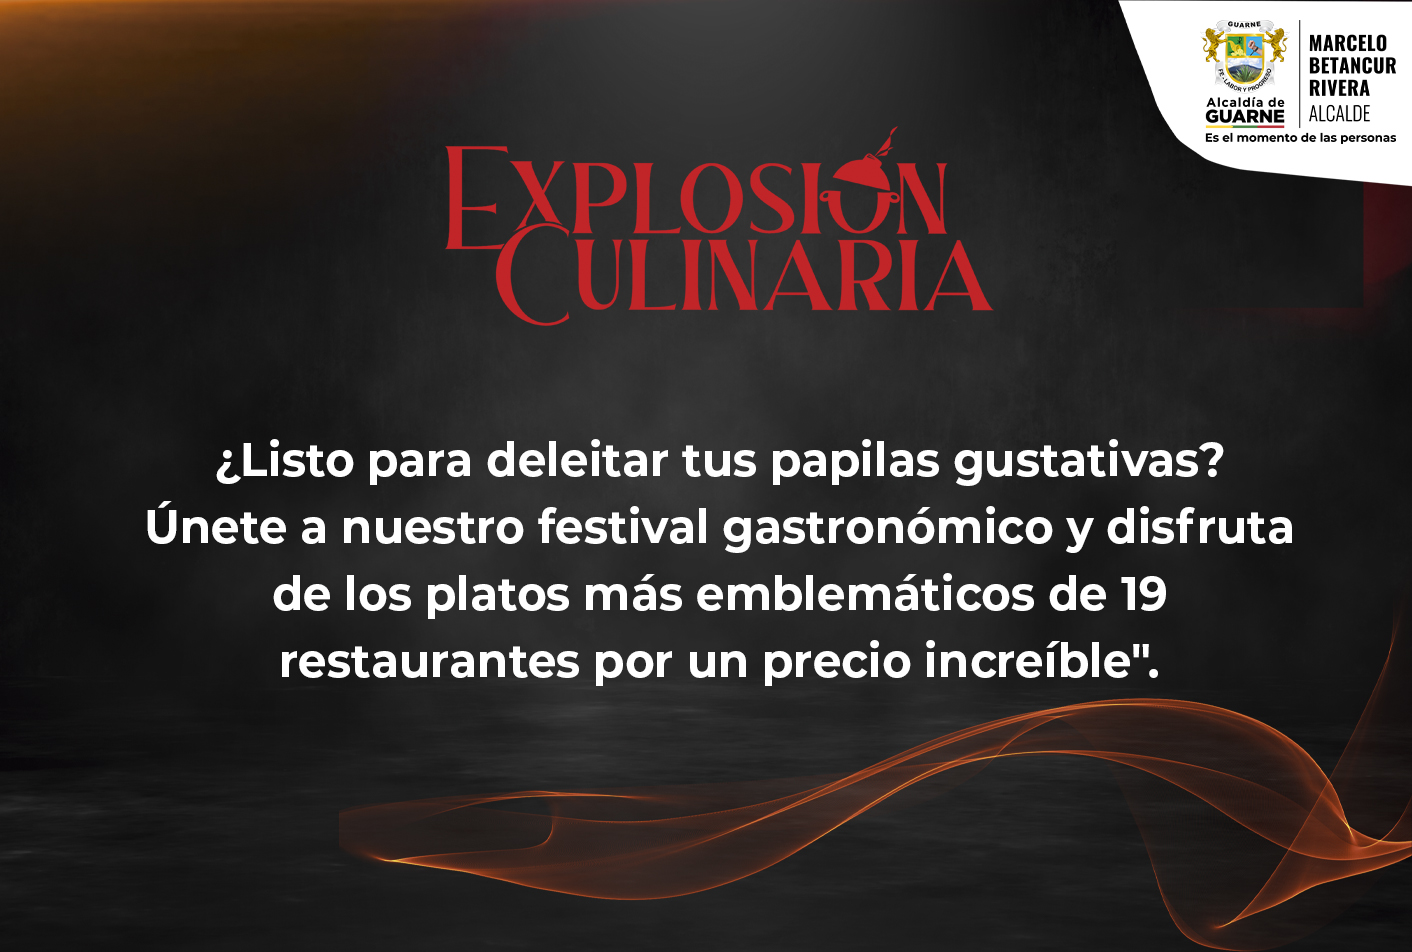 GUARNE
FE - LABOR Y PROGRESO
Alcaldía de
GUARNE
MARCELO
BETANCUR
RIVERA
ALCALDE
Es el momento de las personas
EXPLOSIÓN
CULINARIA
¿Listo para deleitar tus papilas gustativas?
Únete a nuestro festival gastronómico y disfruta
de los platos más emblemáticos de 19
restaurantes por un precio increíble".